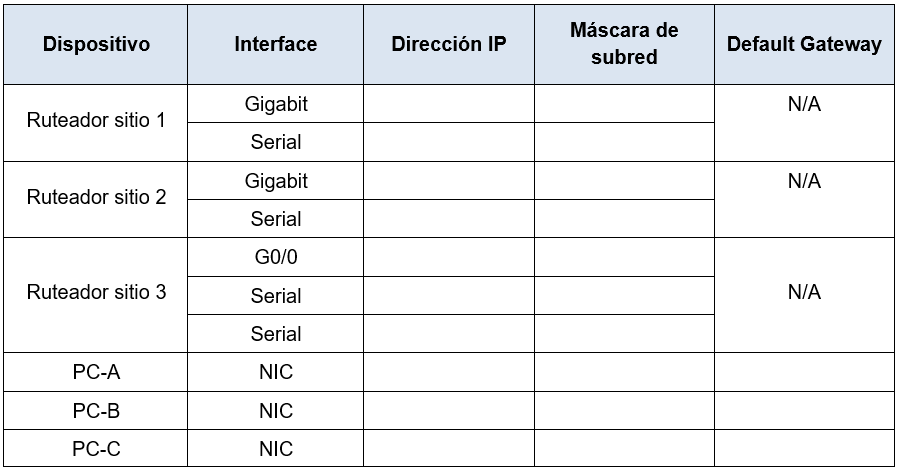 Dispositivo Interface Dirección IP Máscara de subred Default Gateway
Ruteador sitio 1 Gigabit N/A
Serial
Ruteador sitio 2 Gigabit N/A
Serial
Ruteador sitio 3 G0/0 N/A
Serial
Serial
PC-A NIC
PC-B NIC
PC-C NIC